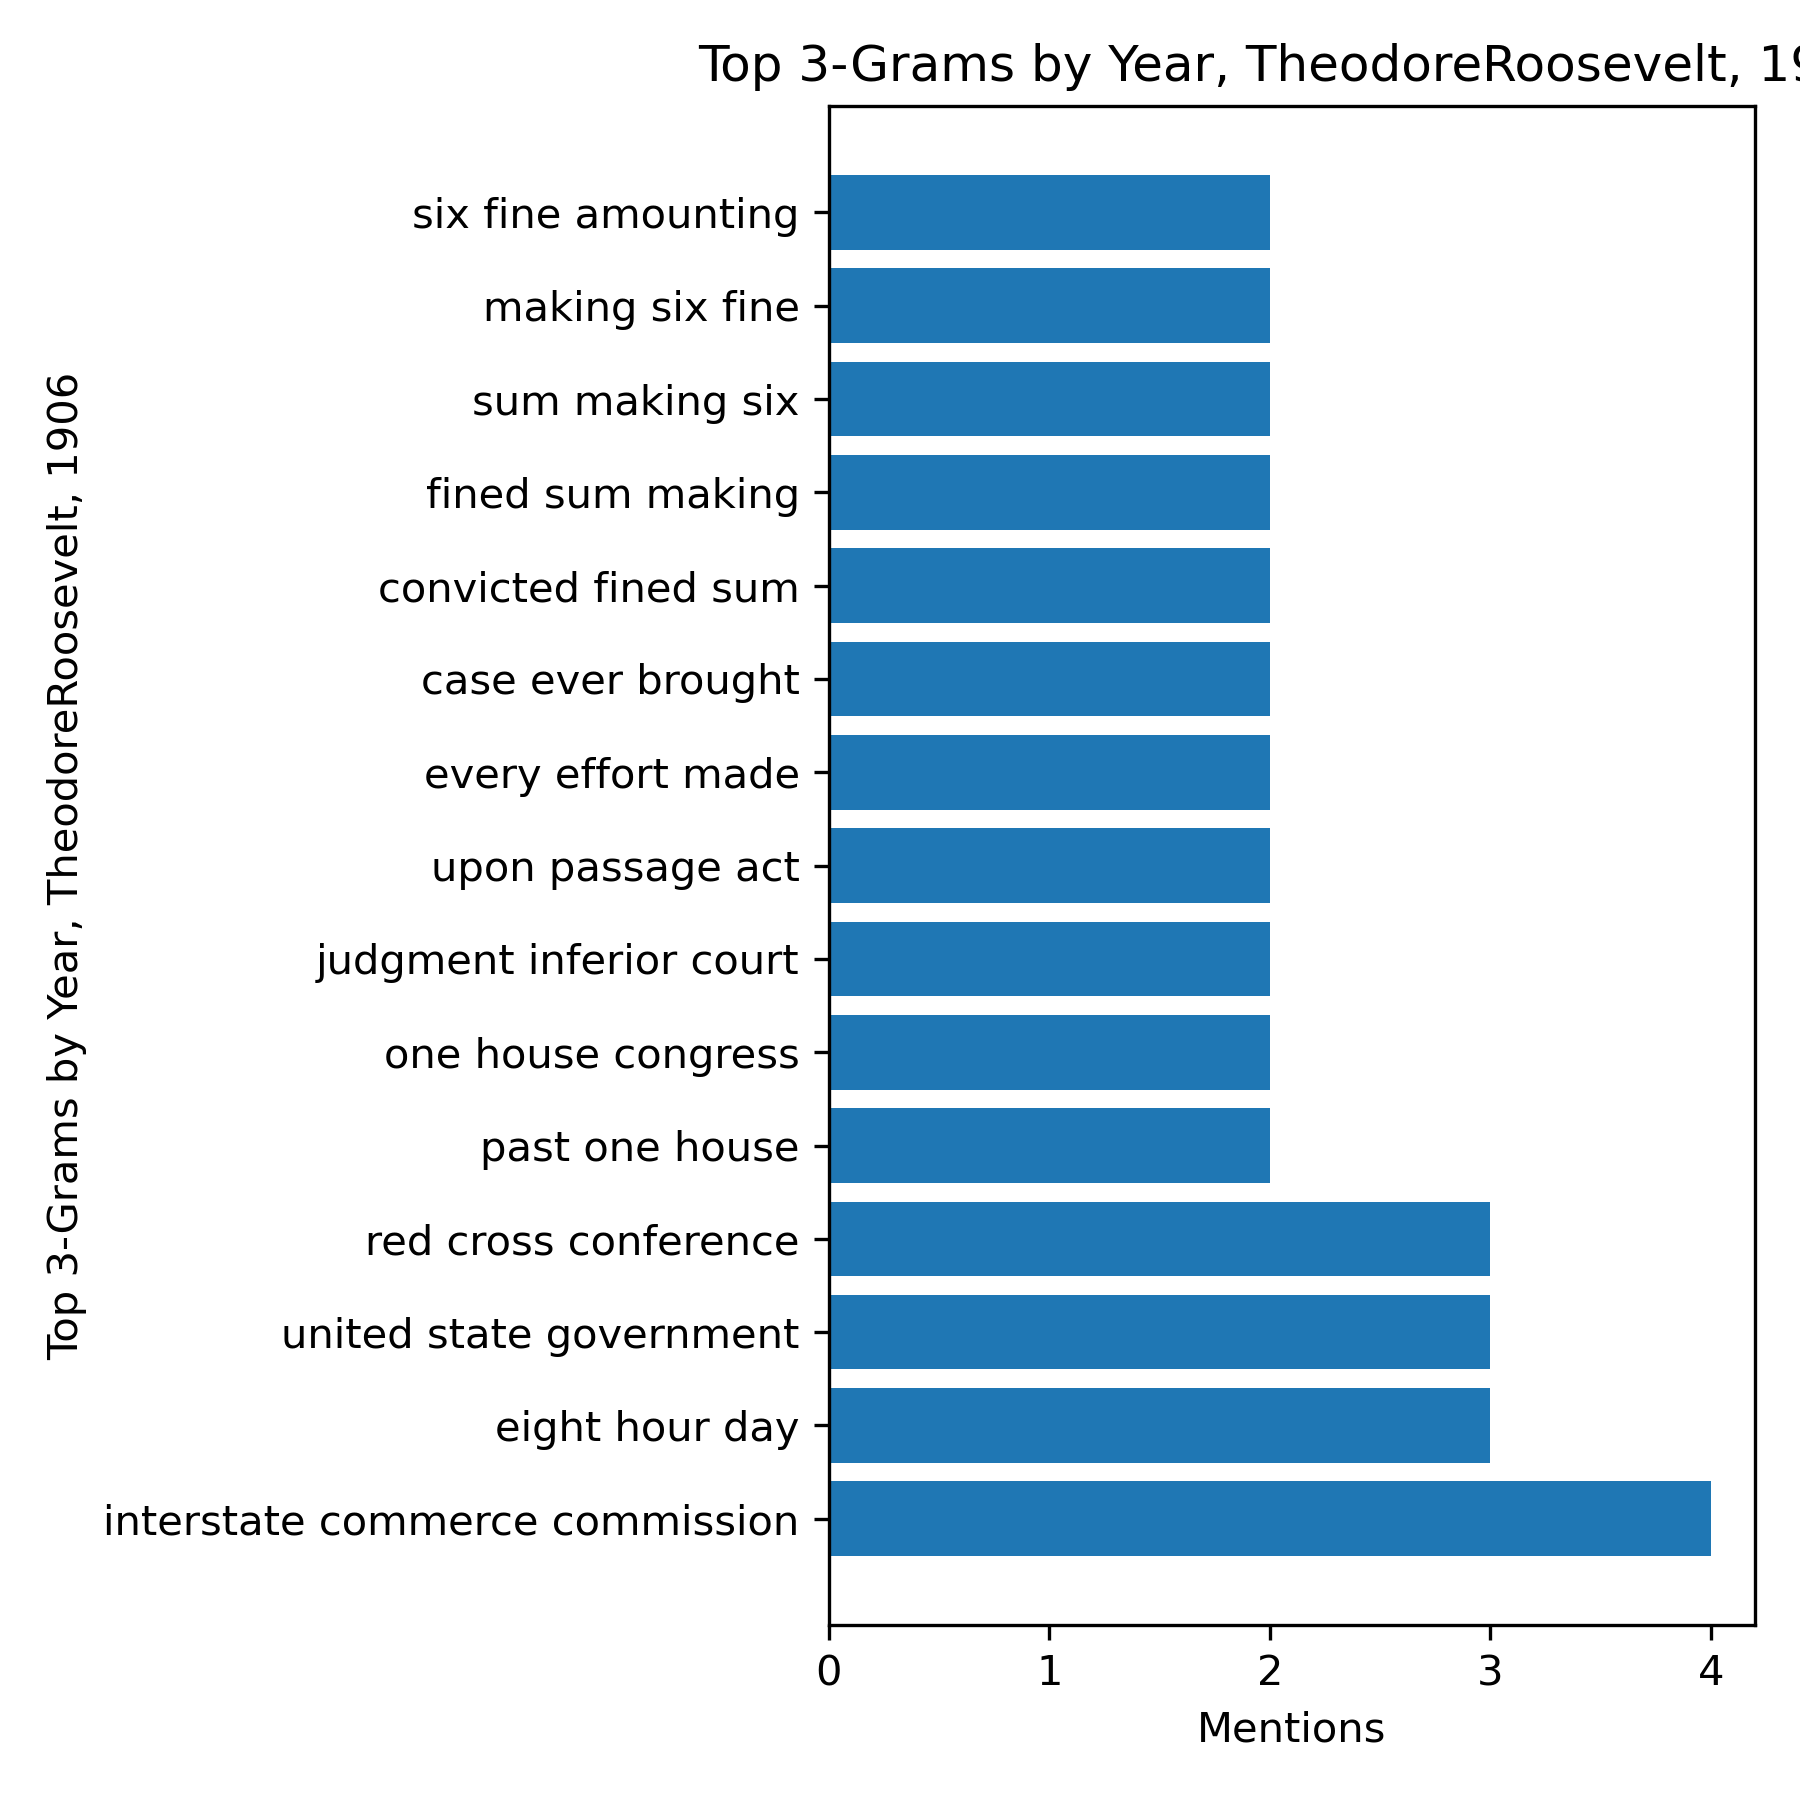 Top 3-Grams by Year, TheodoreRoosevelt, 19
Top 3-Grams by Year, TheodoreRoosevelt, 1906
six fine amounting
making six fine
sum making six
fined sum making
convicted fined sum
case ever brought
every effort made
upon passage act
judgment inferior court
one house congress
past one house
red cross conference
united state government
eight hour day
interstate commerce commission
0 1 2 3 4
Mentions